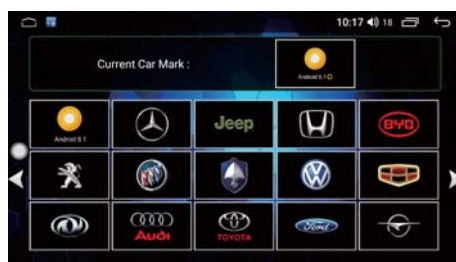 10:17 18
Current Car Mark :
Android 8.1
Android 8.1
Jeep
BYD
Audi
TOYOTA
Ford